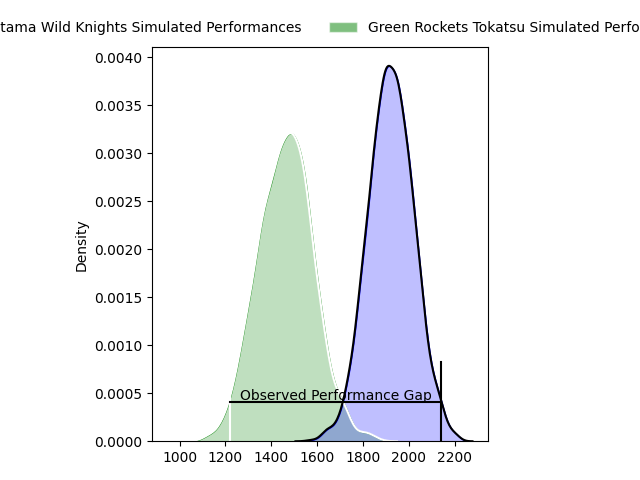 tama Wild Knights Simulated Performances
Green Rockets Tokatsu Simulated Perfo
0.0040
0.0035
0.0030
0.0025
0.0020
0.0015
0.0010
0.0005
0.0000
Density
Observed Performance Gap
1000 1200 1400 1600 1800 2000 2200